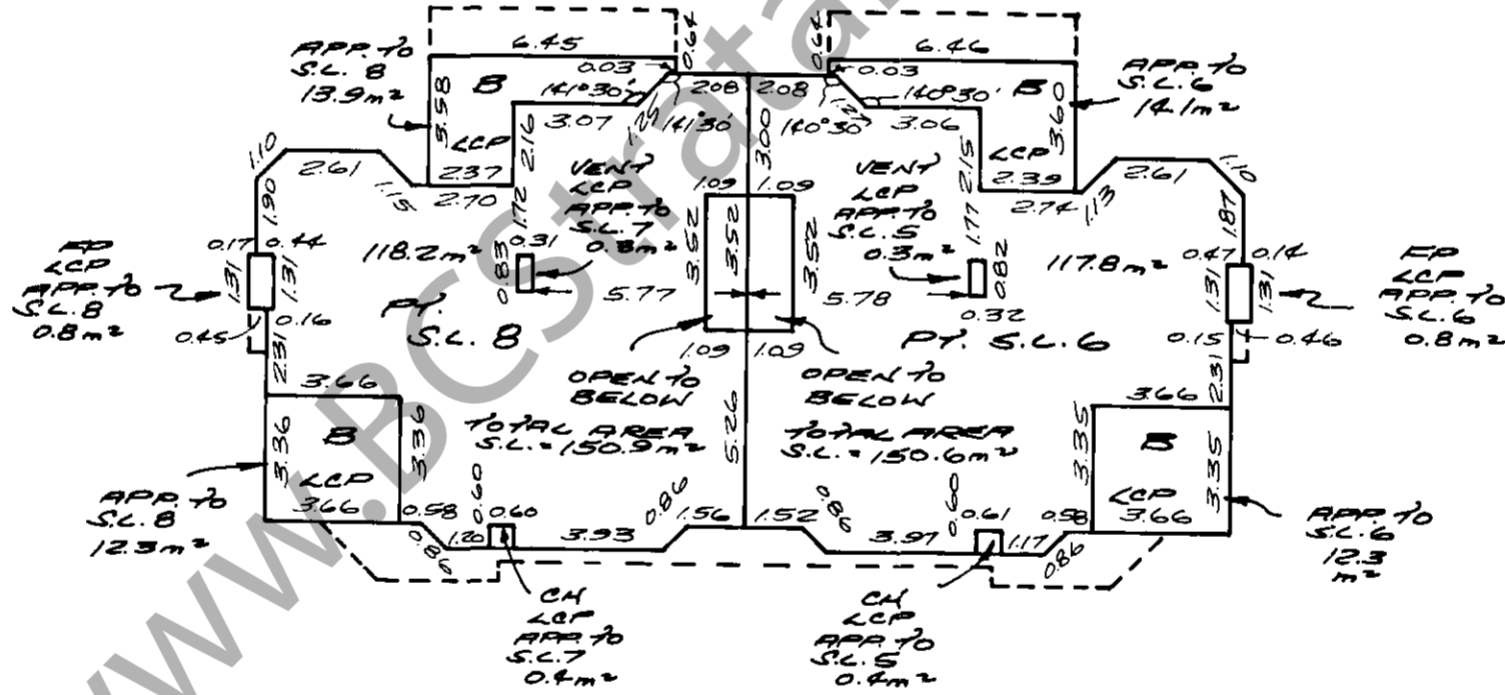 6.45
0.64
0.64
6.46
APP. TO
S.L. 8
13.9m²
B
3.58
LCP
2.37
0.03
141°30'
1.25
2.08
141°30'
3.07
2.16
2.08
0.03
140°30'
140°30'
3.06
3.00
2.15
B
3.60
LCP
2.39
APP. TO
S.L. 6
14.1m²
1.10
2.61
1.15
2.70
1.90
1.72
VENT
LCP
APP. TO
S.L. 7
1.09
1.09
VENT
LCP
APP. TO
S.L. 5
0.3m²
1.77
2.74
1.13
2.61
1.10
1.87
FP
LCP
APP. TO
S.L. 8
0.8m²
0.17
0.44
1.31
1.31
118.2m²
0.83
0.31
5.77
3.52
3.52
3.52
5.78
0.82
0.32
117.8m²
0.47
0.14
1.31
1.31
FP
LCP
APP. TO
S.L. 6
0.8m²
0.45
0.16
2.31
PT.
S.L. 8
1.09
1.09
PT. S.L. 6
0.15
0.46
2.31
OPEN TO
BELOW
OPEN TO
BELOW
3.66
3.36
B
3.36
LCP
3.66
TOTAL AREA
S.L. = 150.9m²
5.26
TOTAL AREA
S.L. = 150.6m²
3.66
3.35
B
3.35
LCP
3.66
APP. TO
S.L. 8
12.3m²
0.58
0.86
1.20
0.60
0.60
3.93
0.86
1.56
1.52
0.86
3.97
0.60
0.61
1.17
0.58
0.86
APP. TO
S.L. 6
12.3
m²
CH
LCP
APP. TO
S.L. 7
0.4m²
CH
LCP
APP. TO
S.L. 5
0.4m²
www.BCStrata